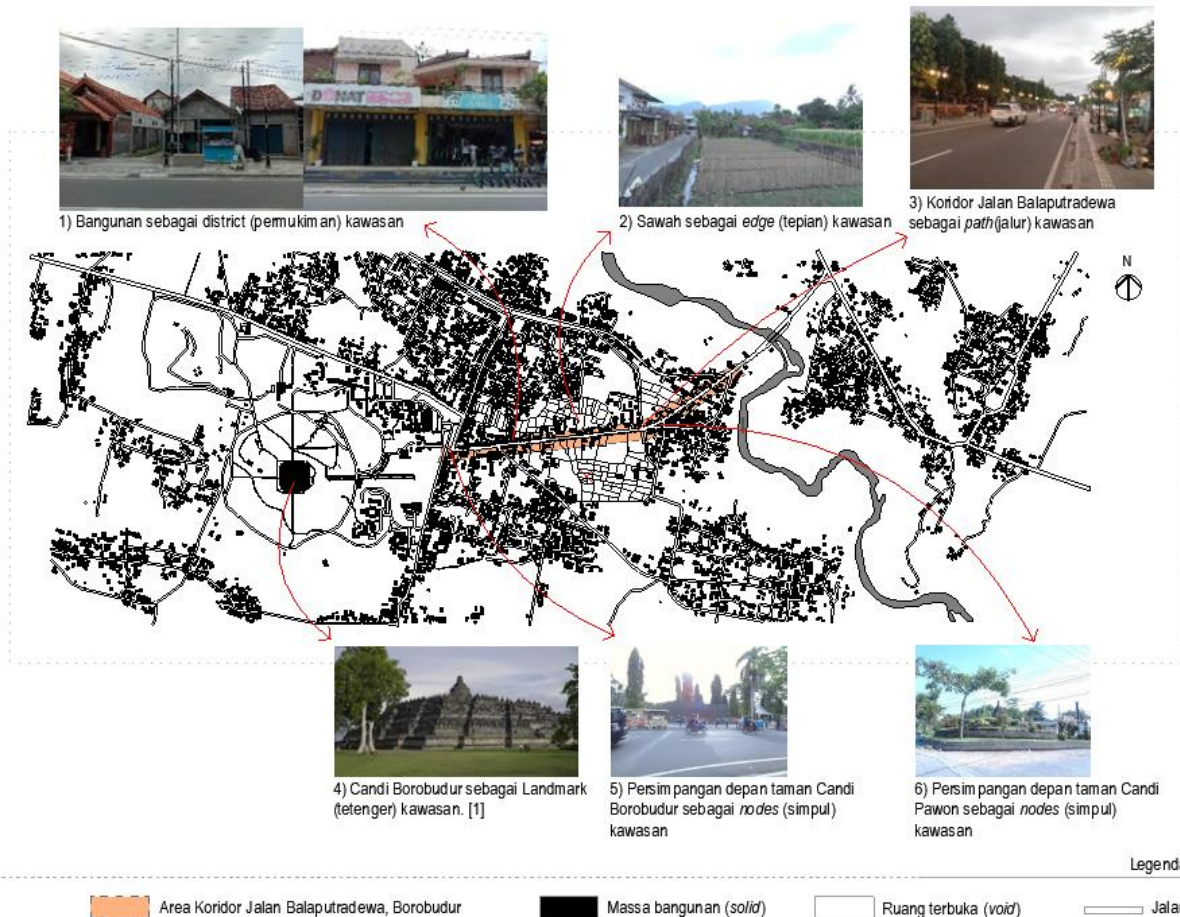 DONAT
1) Bangunan sebagai district (permukiman) kawasan
2) Sawah sebagai edge (tepian) kawasan
3) Koridor Jalan Balaputradewa
sebagai path(jalur) kawasan
N
4) Candi Borobudur sebagai Landmark
(tetenger) kawasan. [1]
5) Persimpangan depan taman Candi
Borobudur sebagai nodes (simpul)
kawasan
6) Persimpangan depan taman Candi
Pawon sebagai nodes (simpul)
kawasan
Legenda
Area Koridor Jalan Balaputradewa, Borobudur
Massa bangunan (solid)
Ruang terbuka (void)
Jalan